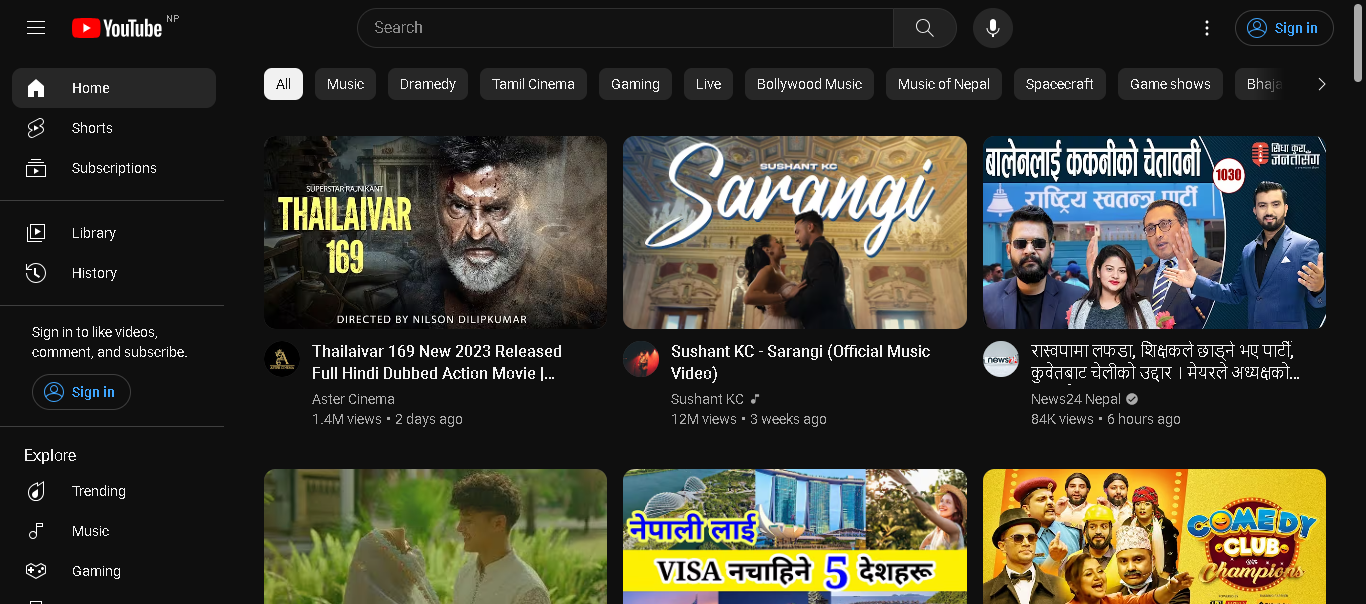 YouTube NP
Search
Sign in
Home
Shorts
Subscriptions
Library
History
Sign in to like videos,
comment, and subscribe.
Sign in
Explore
Trending
Music
Gaming
All
Music
Dramedy
Tamil Cinema
Gaming
Live
Bollywood Music
Music of Nepal
Spacecraft
Game shows
Bhaja
SUPERSTAR RAJNIKANT
THAILAIVAR
169
DIRECTED BY NILSON DILIPKUMAR
Thailaivar 169 New 2023 Released
Full Hindi Dubbed Action Movie |...
Aster Cinema
1.4M views • 2 days ago
SUSHANT KC
Sarangi
Sushant KC - Sarangi (Official Music
Video)
Sushant KC
12M views • 3 weeks ago
बालेनलाई ककनीको चेतावनी
सिधा कुरा
जनतासँग
1030
राष्ट्रिय स्वतन्त्र पार्टी
news24
रास्वपामा लफडा, शिक्षकले छाड्ने भए पार्टी,
कुवेतबाट चेलीको उद्दार । मेयरले अध्यक्षको...
News24 Nepal
84K views • 6 hours ago
नेपाली लाई
VISA नचाहिने 5 देशहरू
COMEDY
CLUB
Champions